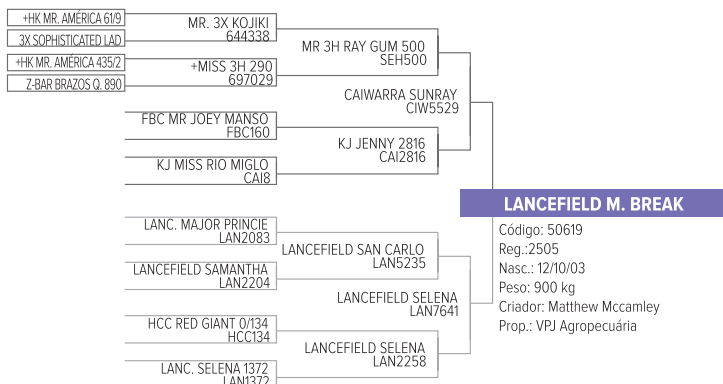 +HK MR. AMÉRICA 61/9
3X SOPHISTICATED LAD
+HK MR. AMÉRICA 435/2
Z-BAR BRAZOS Q. 890
MR. 3X KOJIKI
644338
+MISS 3H 290
697029
FBC MR JOEY MANSO
FBC160
KJ MISS RIO MIGLO
CAI8
LANC. MAJOR PRINCIE
LAN2083
LANCEFIELD SAMANTHA
LAN2204
HCC RED GIANT 0/134
HCC134
LANC. SELENA 1372
LAN1372
MR 3H RAY GUM 500
SEH500
KJ JENNY 2816
CAI2816
LANCEFIELD SAN CARLO
LAN5235
LANCEFIELD SELENA
LAN2258
CAIWARRA SUNRAY
CIW5529
LANCEFIELD SELENA
LAN7641
LANCEFIELD M. BREAK
Código: 50619
Reg.:2505
Nasc.: 12/10/03
Peso: 900 kg
Criador: Matthew Mccamley
Prop.: VPJ Agropecuária